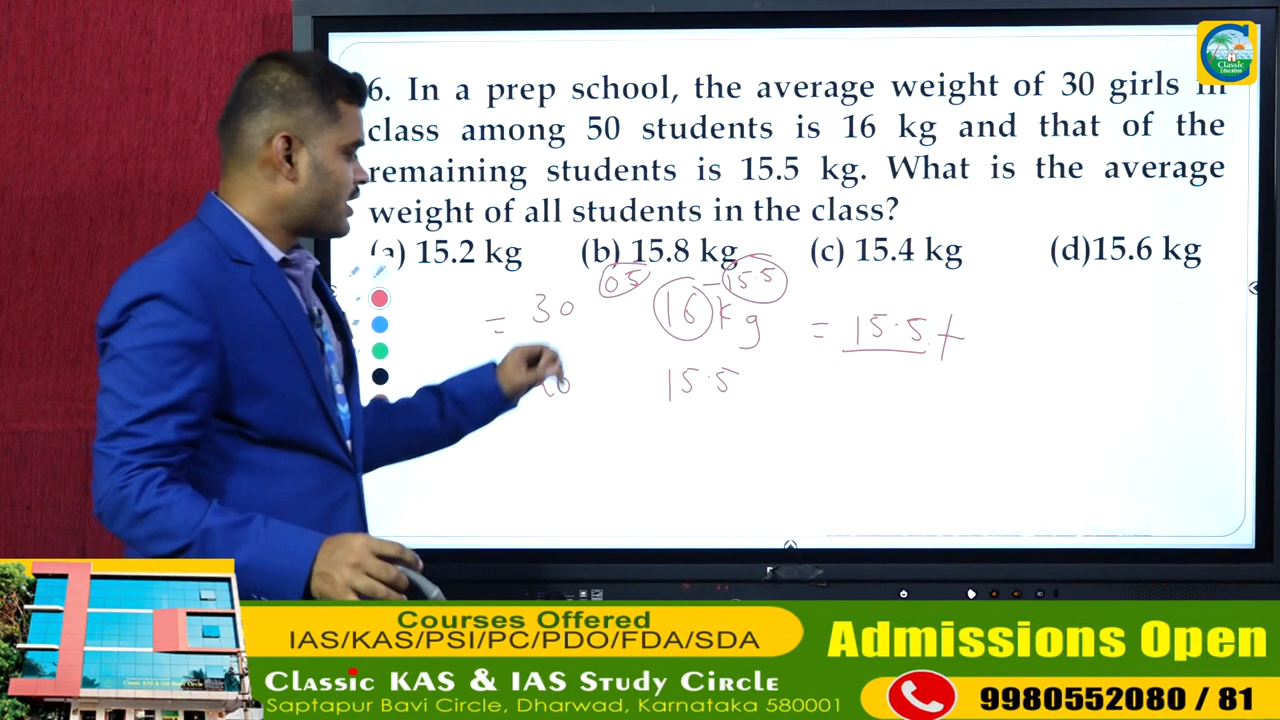 6. In a prep school, the average weight of 30 girls in
class among 50 students is 16 kg and that of the
remaining students is 15.5 kg. What is the average
weight of all students in the class?
(a) 15.2 kg (b) 15.8 kg (c) 15.4 kg (d)15.6 kg
0.5 16 kg - 15.5
= 30 = 15.5 +
15.5
Classic
Education
Courses Offered
IAS/KAS/PSI/PC/PDO/FDA/SDA
Classic KAS & IAS Study Circle
Saptapur Bavi Circle, Dharwad, Karnataka 580001
Admissions Open
9980552080 / 81